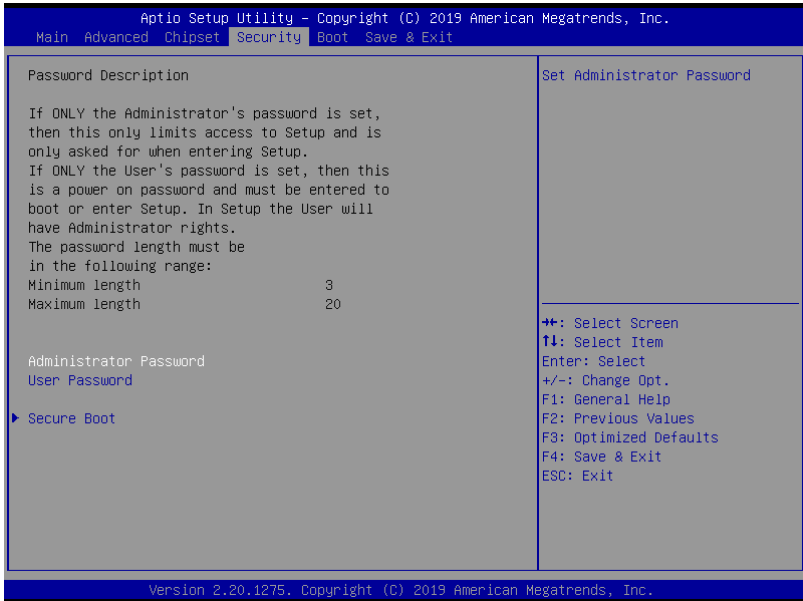 Aptio Setup Utility – Copyright (C) 2019 American Megatrends, Inc.
Main Advanced Chipset Security Boot Save & Exit
Password Description
If ONLY the Administrator's password is set,
then this only limits access to Setup and is
only asked for when entering Setup.
If ONLY the User's password is set, then this
is a power on password and must be entered to
boot or enter Setup. In Setup the User will
have Administrator rights.
The password length must be
in the following range:
Minimum length 3
Maximum length 20
Administrator Password
User Password
Secure Boot
Set Administrator Password
→←: Select Screen
↑↓: Select Item
Enter: Select
+/-: Change Opt.
F1: General Help
F2: Previous Values
F3: Optimized Defaults
F4: Save & Exit
ESC: Exit
Version 2.20.1275. Copyright (C) 2019 American Megatrends, Inc.